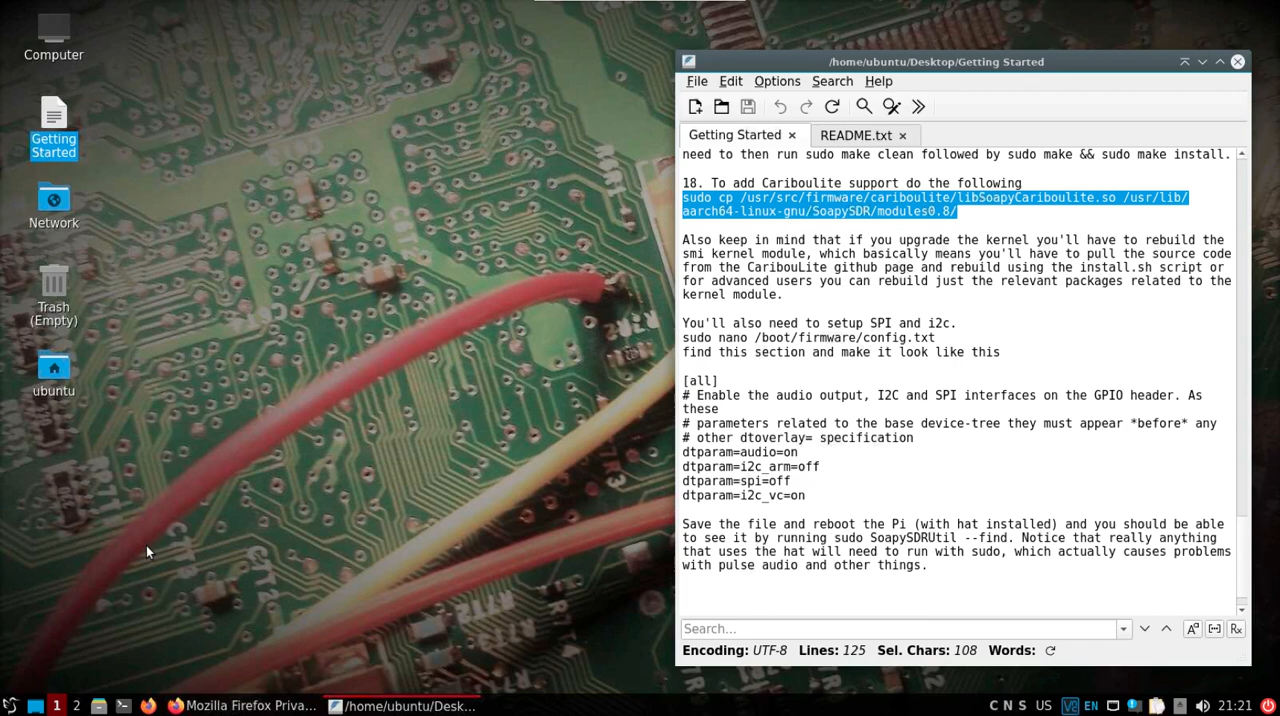 Computer
Getting
Started
Network
Trash
(Empty)
ubuntu
/home/ubuntu/Desktop/Getting Started
File Edit Options Search Help
Getting Started
README.txt
need to then run sudo make clean followed by sudo make && sudo make install.
18. To add Cariboulite support do the following
sudo cp /usr/src/firmware/cariboulite/libSoapyCariboulite.so /usr/lib/
aarch64-linux-gnu/SoapySDR/modules0.8/
Also keep in mind that if you upgrade the kernel you'll have to rebuild the
smi kernel module, which basically means you'll have to pull the source code
from the CaribouLite github page and rebuild using the install.sh script or
for advanced users you can rebuild just the relevant packages related to the
kernel module.
You'll also need to setup SPI and i2c.
sudo nano /boot/firmware/config.txt
find this section and make it look like this
[all]
# Enable the audio output, I2C and SPI interfaces on the GPIO header. As
these
# parameters related to the base device-tree they must appear *before* any
# other dtoverlay= specification
dtparam=audio=on
dtparam=i2c_arm=off
dtparam=spi=off
dtparam=i2c_vc=on
Save the file and reboot the Pi (with hat installed) and you should be able
to see it by running sudo SoapySDRUtil --find. Notice that really anything
that uses the hat will need to run with sudo, which actually causes problems
with pulse audio and other things.
Search...
Encoding: UTF-8 Lines: 125 Sel. Chars: 108 Words:
1 2 Mozilla Firefox Priva... /home/ubuntu/Desk... C N S US EN 21:21